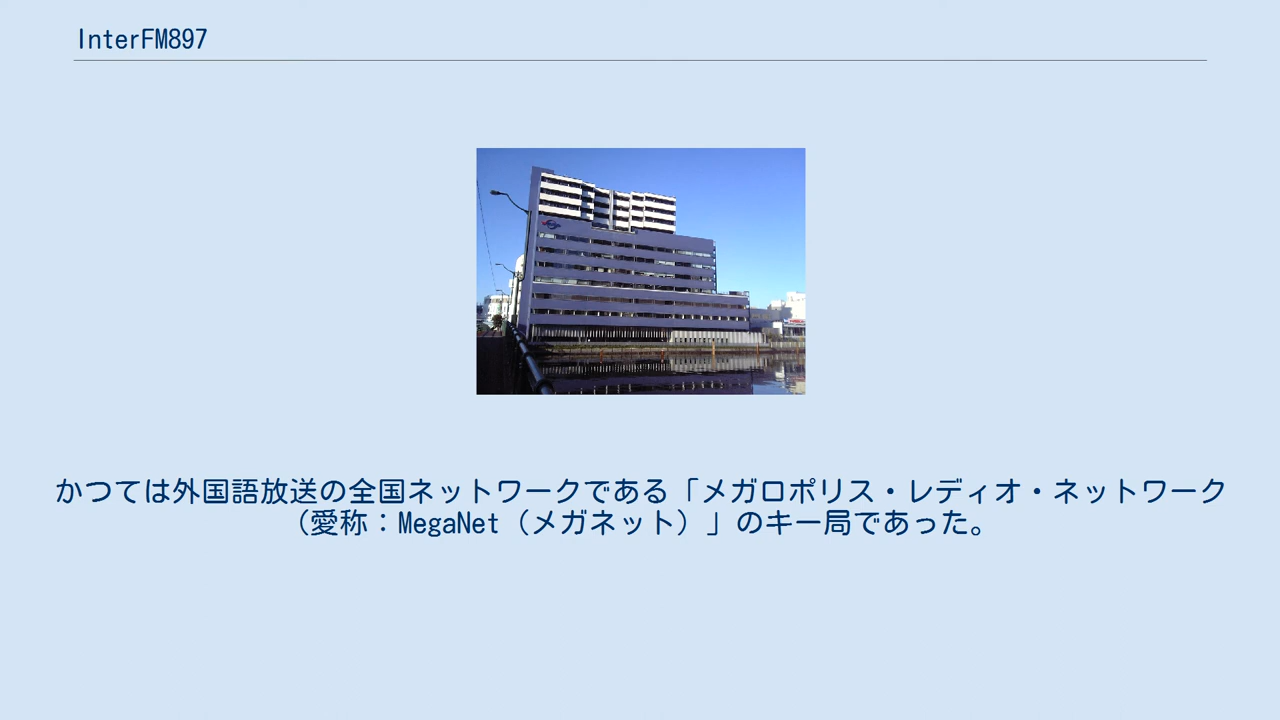 InterFM897
かつては外国語放送の全国ネットワークである「メガロポリス・レディオ・ネットワーク
（愛称：MegaNet（メガネット）」のキー局であった。